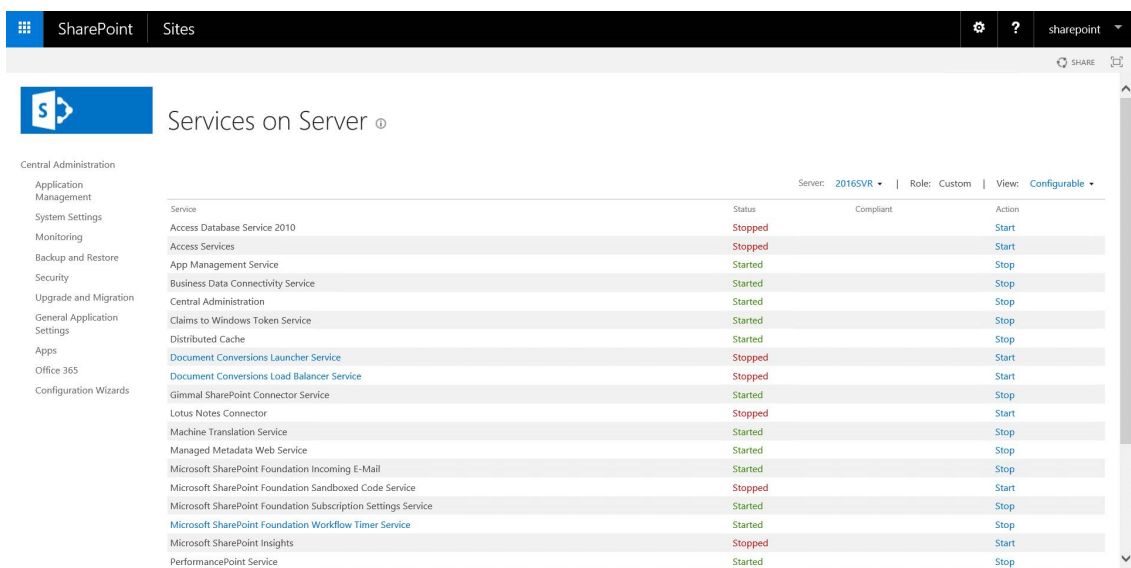 SharePoint Sites ? sharepoint
SHARE
S
Services on Server
Central Administration
Application
Management
System Settings
Monitoring
Backup and Restore
Security
Upgrade and Migration
General Application
Settings
Apps
Office 365
Configuration Wizards
Server: 2016SVR | Role: Custom | View: Configurable
Service Status Compliant Action
Access Database Service 2010 Stopped Start
Access Services Stopped Start
App Management Service Started Stop
Business Data Connectivity Service Started Stop
Central Administration Started Stop
Claims to Windows Token Service Started Stop
Distributed Cache Started Stop
Document Conversions Launcher Service Stopped Start
Document Conversions Load Balancer Service Stopped Start
Gimmal SharePoint Connector Service Started Stop
Lotus Notes Connector Stopped Start
Machine Translation Service Started Stop
Managed Metadata Web Service Started Stop
Microsoft SharePoint Foundation Incoming E-Mail Started Stop
Microsoft SharePoint Foundation Sandboxed Code Service Stopped Start
Microsoft SharePoint Foundation Subscription Settings Service Started Stop
Microsoft SharePoint Foundation Workflow Timer Service Started Stop
Microsoft SharePoint Insights Stopped Start
PerformancePoint Service Started Stop